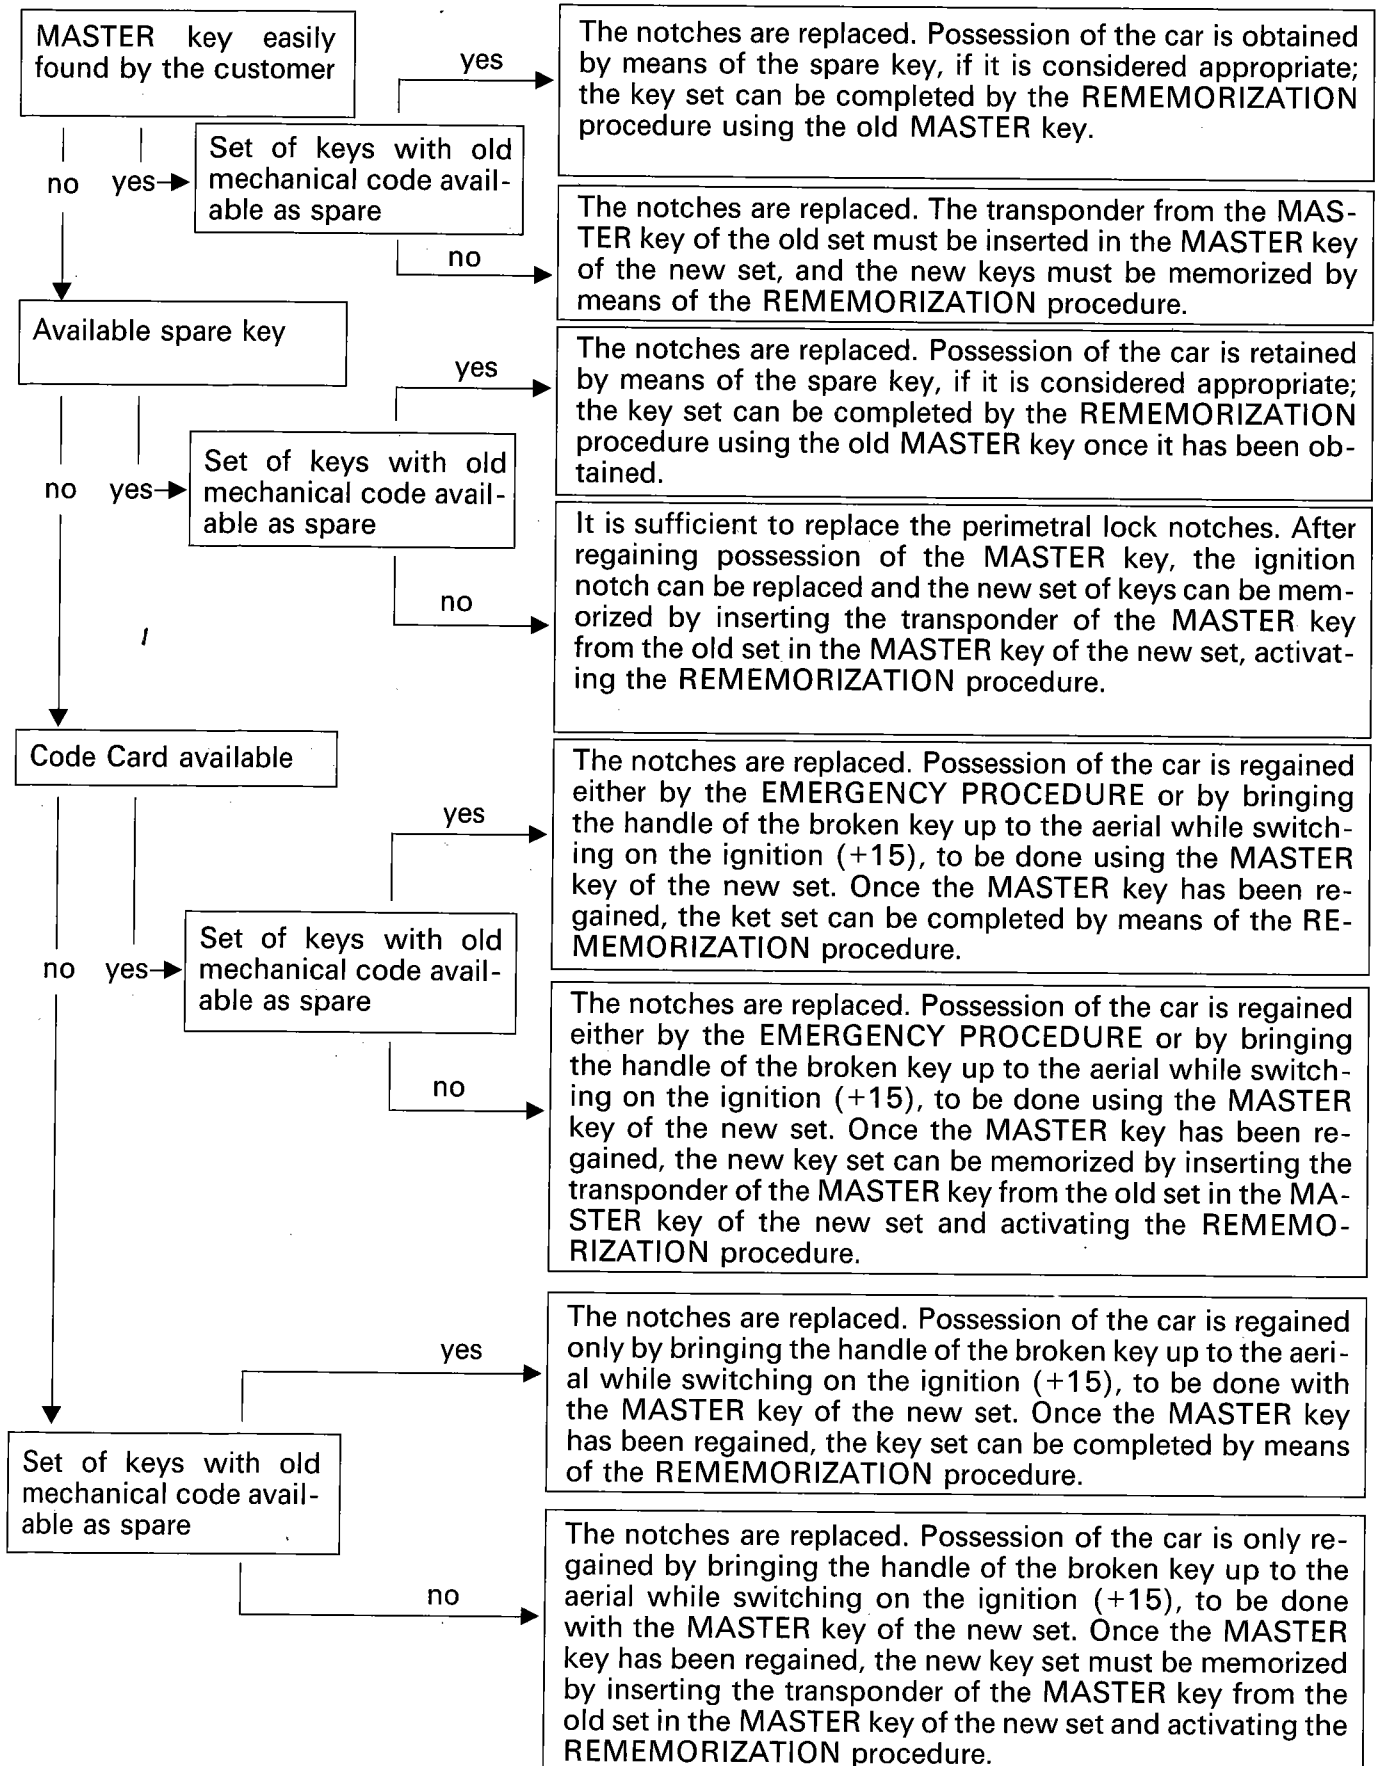 MASTER key easily
found by the customer
yes
The notches are replaced. Possession of the car is obtained
by means of the spare key, if it is considered appropriate;
the key set can be completed by the REMEMORIZATION
procedure using the old MASTER key.
no
yes
Set of keys with old
mechanical code avail-
able as spare
no
The notches are replaced. The transponder from the MAS-
TER key of the old set must be inserted in the MASTER key
of the new set, and the new keys must be memorized by
means of the REMEMORIZATION procedure.
Available spare key
yes
The notches are replaced. Possession of the car is retained
by means of the spare key, if it is considered appropriate;
the key set can be completed by the REMEMORIZATION
procedure using the old MASTER key once it has been ob-
tained.
no
yes
Set of keys with old
mechanical code avail-
able as spare
no
It is sufficient to replace the perimetral lock notches. After
regaining possession of the MASTER key, the ignition
notch can be replaced and the new set of keys can be mem-
orized by inserting the transponder of the MASTER key
from the old set in the MASTER key of the new set, activat-
ing the REMEMORIZATION procedure.
Code Card available
yes
The notches are replaced. Possession of the car is regained
either by the EMERGENCY PROCEDURE or by bringing
the handle of the broken key up to the aerial while switch-
ing on the ignition (+15), to be done using the MASTER
key of the new set. Once the MASTER key has been re-
gained, the ket set can be completed by means of the RE-
MEMORIZATION procedure.
no
yes
Set of keys with old
mechanical code avail-
able as spare
no
The notches are replaced. Possession of the car is regained
either by the EMERGENCY PROCEDURE or by bringing
the handle of the broken key up to the aerial while switch-
ing on the ignition (+15), to be done using the MASTER
key of the new set. Once the MASTER key has been re-
gained, the new key set can be memorized by inserting the
transponder of the MASTER key from the old set in the MA-
STER key of the new set and activating the REMEMO-
RIZATION procedure.
yes
The notches are replaced. Possession of the car is regained
only by bringing the handle of the broken key up to the aeri-
al while switching on the ignition (+15), to be done with
the MASTER key of the new set. Once the MASTER key
has been regained, the key set can be completed by means
of the REMEMORIZATION procedure.
Set of keys with old
mechanical code avail-
able as spare
no
The notches are replaced. Possession of the car is only re-
gained by bringing the handle of the broken key up to the
aerial while switching on the ignition (+15), to be done
with the MASTER key of the new set. Once the MASTER
key has been regained, the new key set must be memorized
by inserting the transponder of the MASTER key from the
old set in the MASTER key of the new set and activating the
REMEMORIZATION procedure.